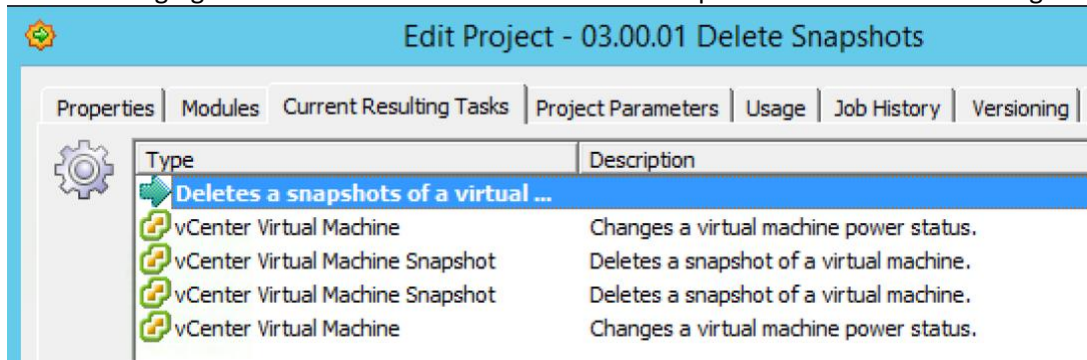 Edit Project - 03.00.01 Delete Snapshots
Properties Modules Current Resulting Tasks Project Parameters Usage Job History Versioning
Type Description
Deletes a snapshots of a virtual ...
vCenter Virtual Machine Changes a virtual machine power status.
vCenter Virtual Machine Snapshot Deletes a snapshot of a virtual machine.
vCenter Virtual Machine Snapshot Deletes a snapshot of a virtual machine.
vCenter Virtual Machine Changes a virtual machine power status.